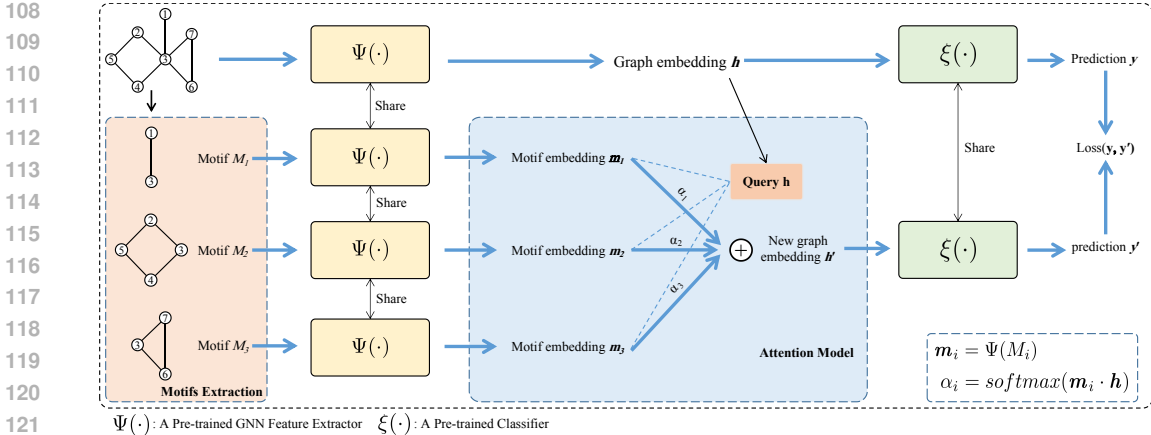 108
109
110
111
112
113
114
115
116
117
118
119
120
121
1
2
7
5
3
4
6
Ψ(·)
Graph embedding h
ξ(·)
Prediction y
Share
1
3
Motif M1
Ψ(·)
Motif embedding m1
α1
Query h
Share
Loss(y, y′)
Share
2
5
3
4
Motif M2
Ψ(·)
Motif embedding m2
α2
+
New graph
embedding h′
ξ(·)
prediction y′
Share
α3
7
3
6
Motif M3
Ψ(·)
Motif embedding m3
Attention Model
Motifs Extraction
mi = Ψ(Mi)
αi = softmax(mi · h)
Ψ(·): A Pre-trained GNN Feature Extractor ξ(·): A Pre-trained Classifier